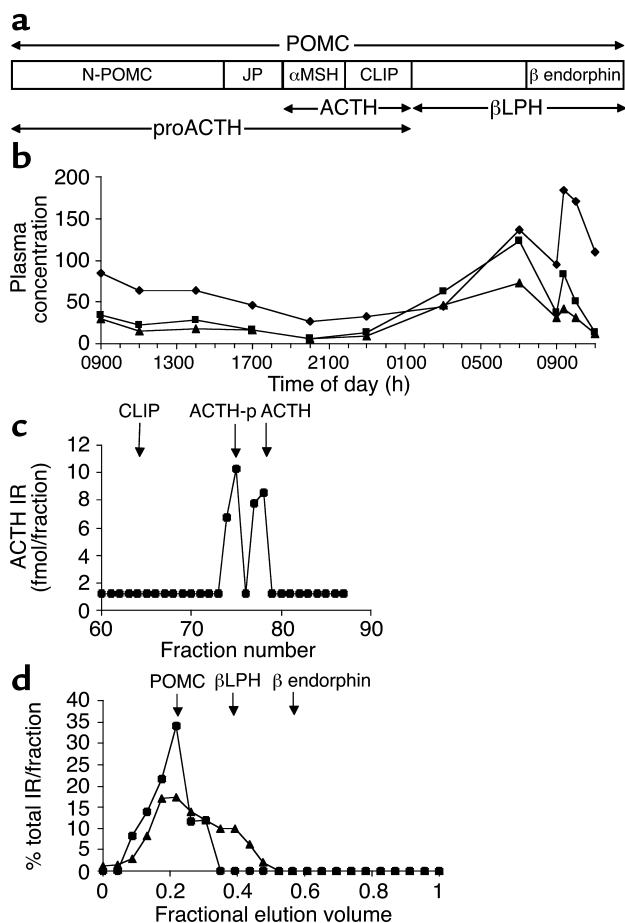 a
POMC
N-POMC JP αMSH CLIP β endorphin
ACTH βLPH
proACTH
b
200
150
100
50
0
Plasma
concentration
0900 1300 1700 2100 0100 0500 0900
Time of day (h)
c
CLIP ACTH-p ACTH
12
10
8
6
4
2
0
ACTH IR
(fmol/fraction)
60 70 80 90
Fraction number
d
POMC βLPH β endorphin
40
35
30
25
20
15
10
5
0
% total IR/fraction
0 0.2 0.4 0.6 0.8 1
Fractional elution volume